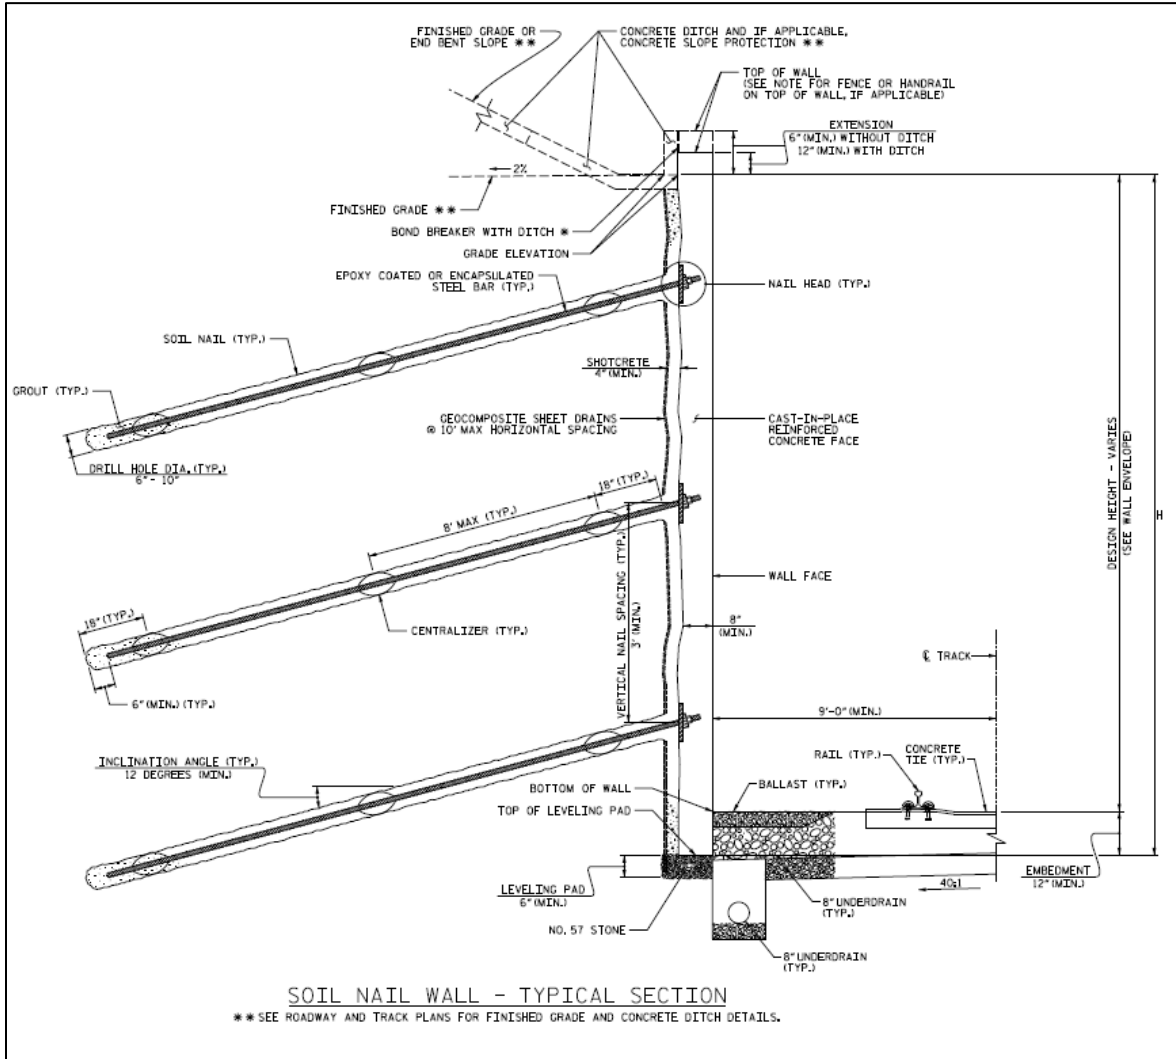 FINISHED GRADE OR
END BENT SLOPE **
CONCRETE DITCH AND IF APPLICABLE,
CONCRETE SLOPE PROTECTION **
TOP OF WALL
(SEE NOTE FOR FENCE OR HANDRAIL
ON TOP OF WALL, IF APPLICABLE)
EXTENSION
6" (MIN.) WITHOUT DITCH
12" (MIN.) WITH DITCH
2%
FINISHED GRADE **
BOND BREAKER WITH DITCH *
GRADE ELEVATION
EPOXY COATED OR ENCAPSULATED
STEEL BAR (TYP.)
NAIL HEAD (TYP.)
SOIL NAIL (TYP.)
SHOTCRETE
4" (MIN.)
GROUT (TYP.)
GEOCOMPOSITE SHEET DRAINS
@ 10' MAX HORIZONTAL SPACING
CAST-IN-PLACE
REINFORCED
CONCRETE FACE
DRILL HOLE DIA. (TYP.)
6" - 10"
DESIGN HEIGHT - VARIES
(SEE WALL ENVELOPE)
H
18" (TYP.)
8' MAX (TYP.)
VERTICAL NAIL SPACING (TYP.)
3' (MIN.)
WALL FACE
18" (TYP.)
CENTRALIZER (TYP.)
8"
(MIN.)
℄ TRACK
6" (MIN.) (TYP.)
9'-0" (MIN.)
INCLINATION ANGLE (TYP.)
12 DEGREES (MIN.)
RAIL (TYP.)
CONCRETE
TIE (TYP.)
BALLAST (TYP.)
BOTTOM OF WALL
TOP OF LEVELING PAD
LEVELING PAD
6" (MIN.)
EMBEDMENT
12" (MIN.)
40:1
8" UNDERDRAIN
(TYP.)
NO. 57 STONE
8" UNDERDRAIN
(TYP.)
SOIL NAIL WALL - TYPICAL SECTION
** SEE ROADWAY AND TRACK PLANS FOR FINISHED GRADE AND CONCRETE DITCH DETAILS.